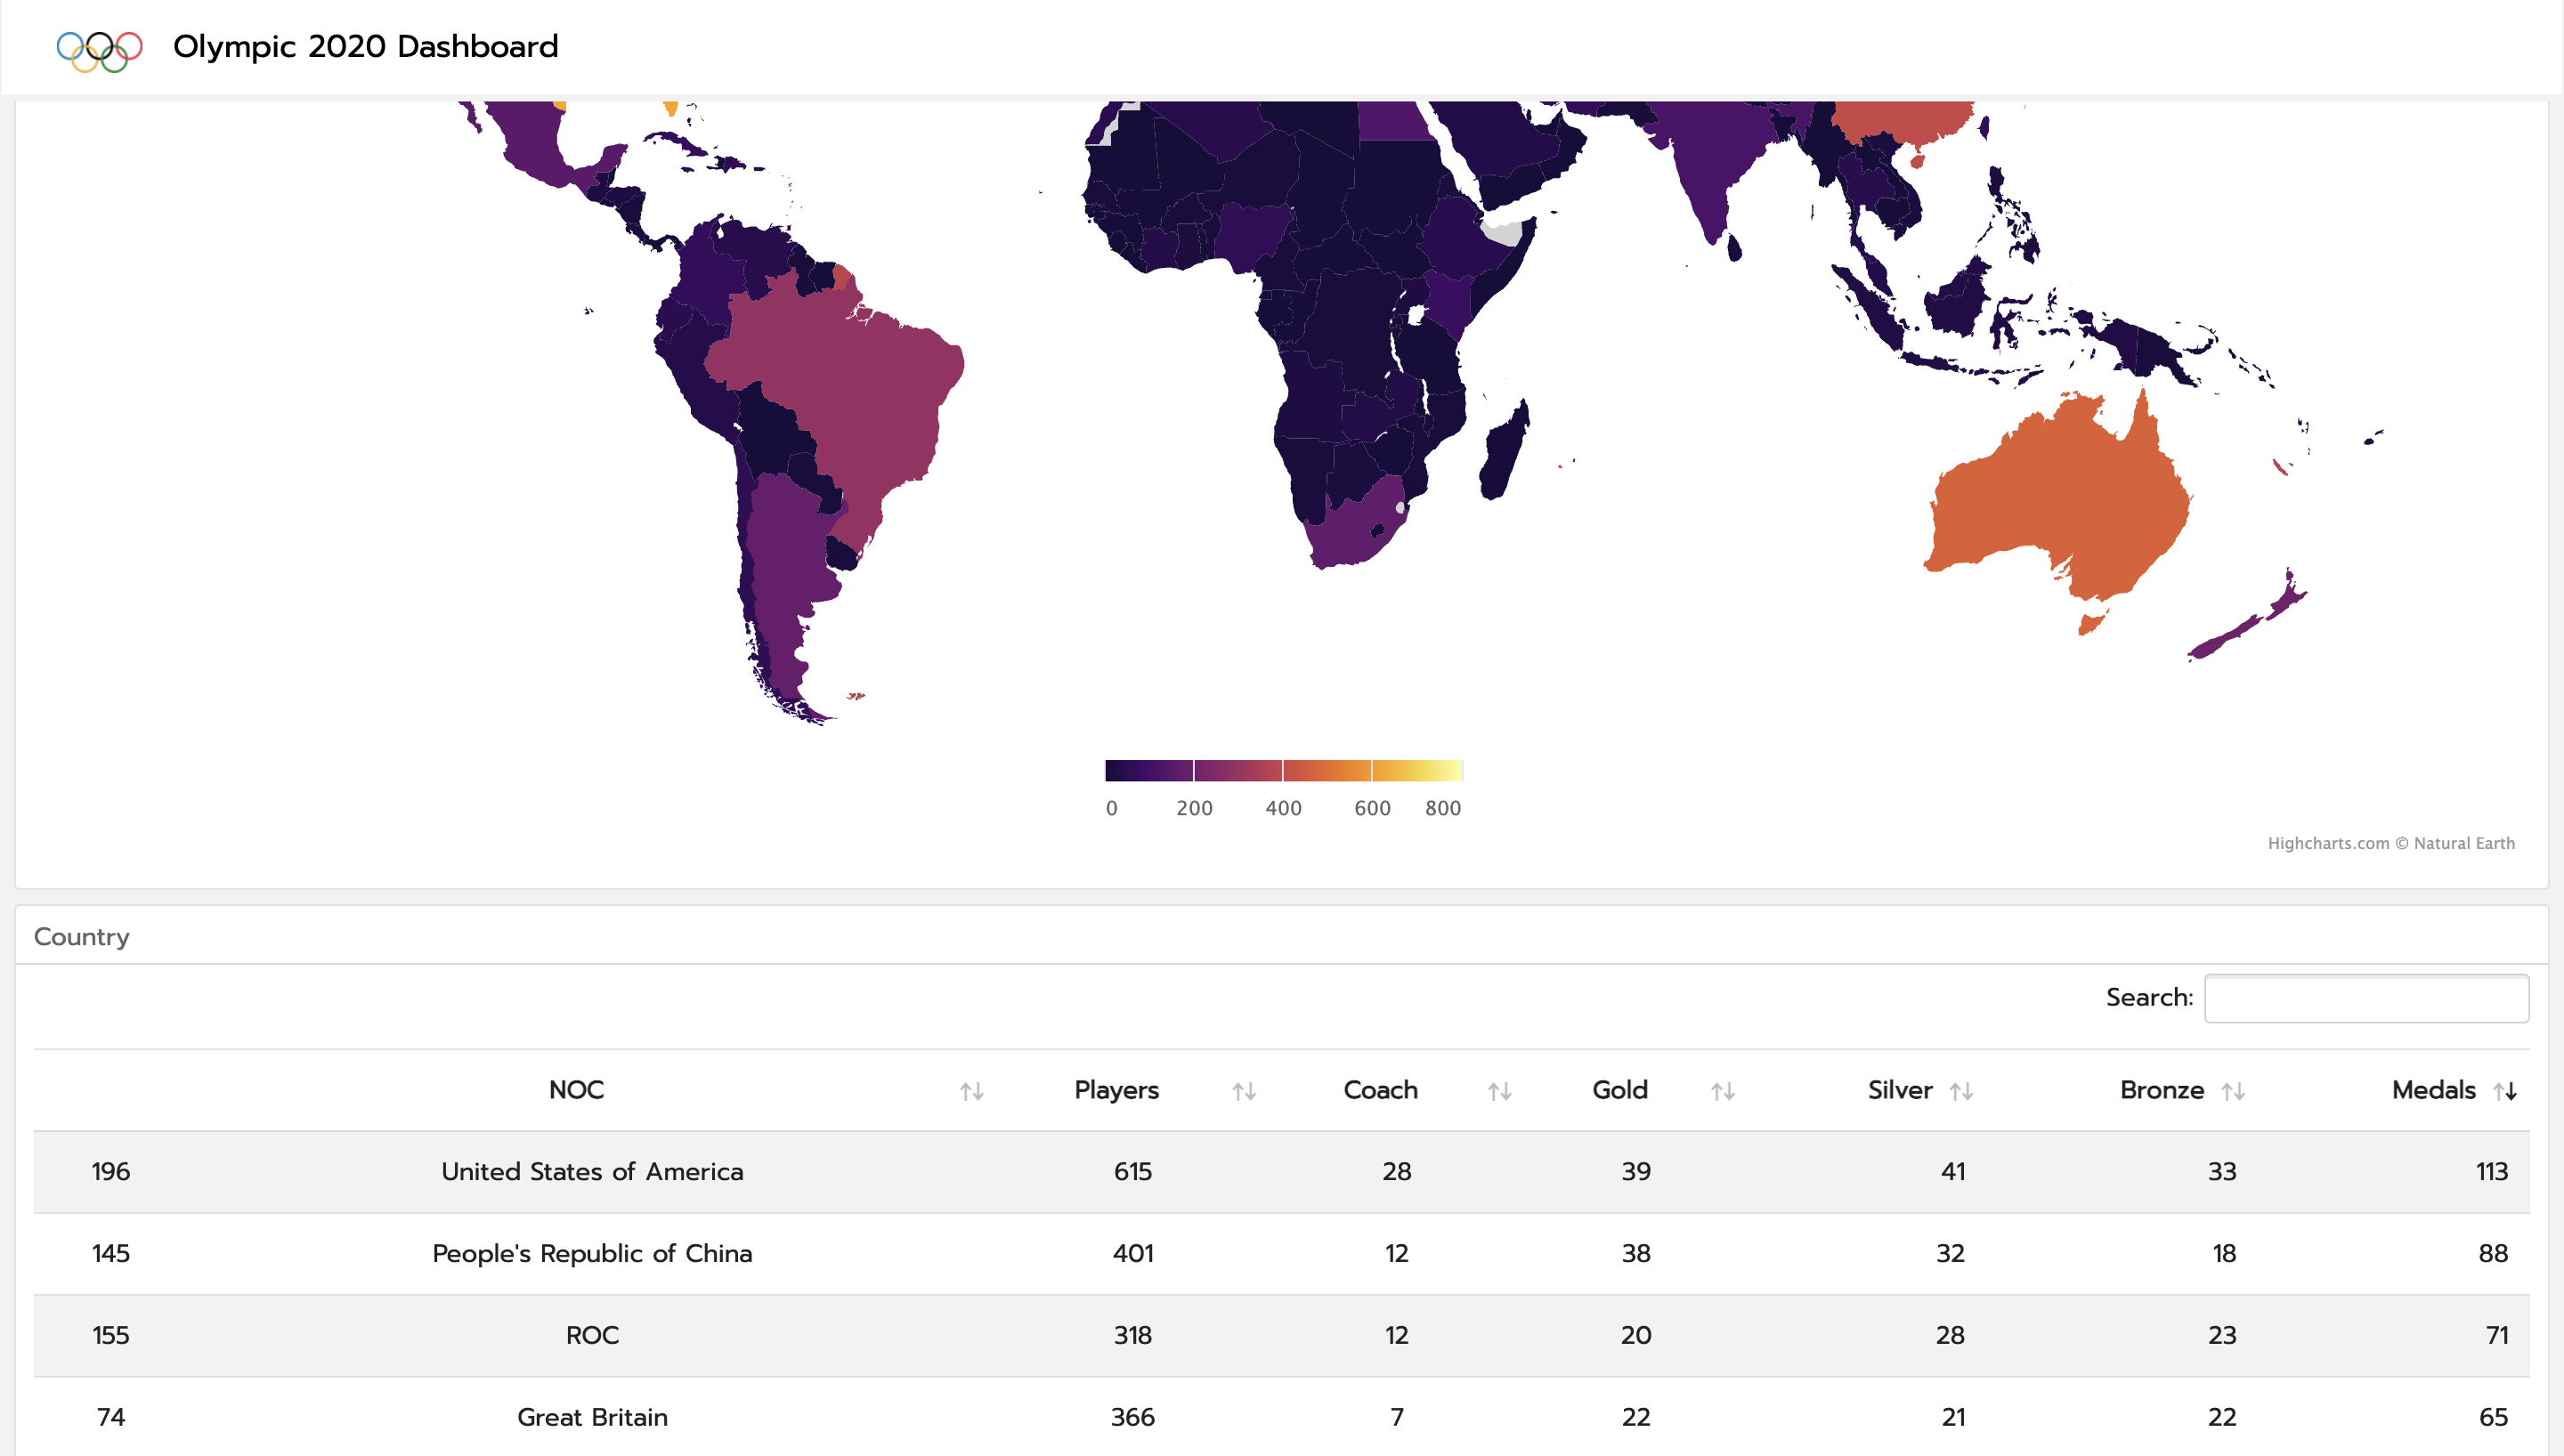 Olympic 2020 Dashboard
0 200 400 600 800
Highcharts.com © Natural Earth
Country
Search:
NOC Players Coach Gold Silver Bronze Medals
196 United States of America 615 28 39 41 33 113
145 People's Republic of China 401 12 38 32 18 88
155 ROC 318 12 20 28 23 71
74 Great Britain 366 7 22 21 22 65